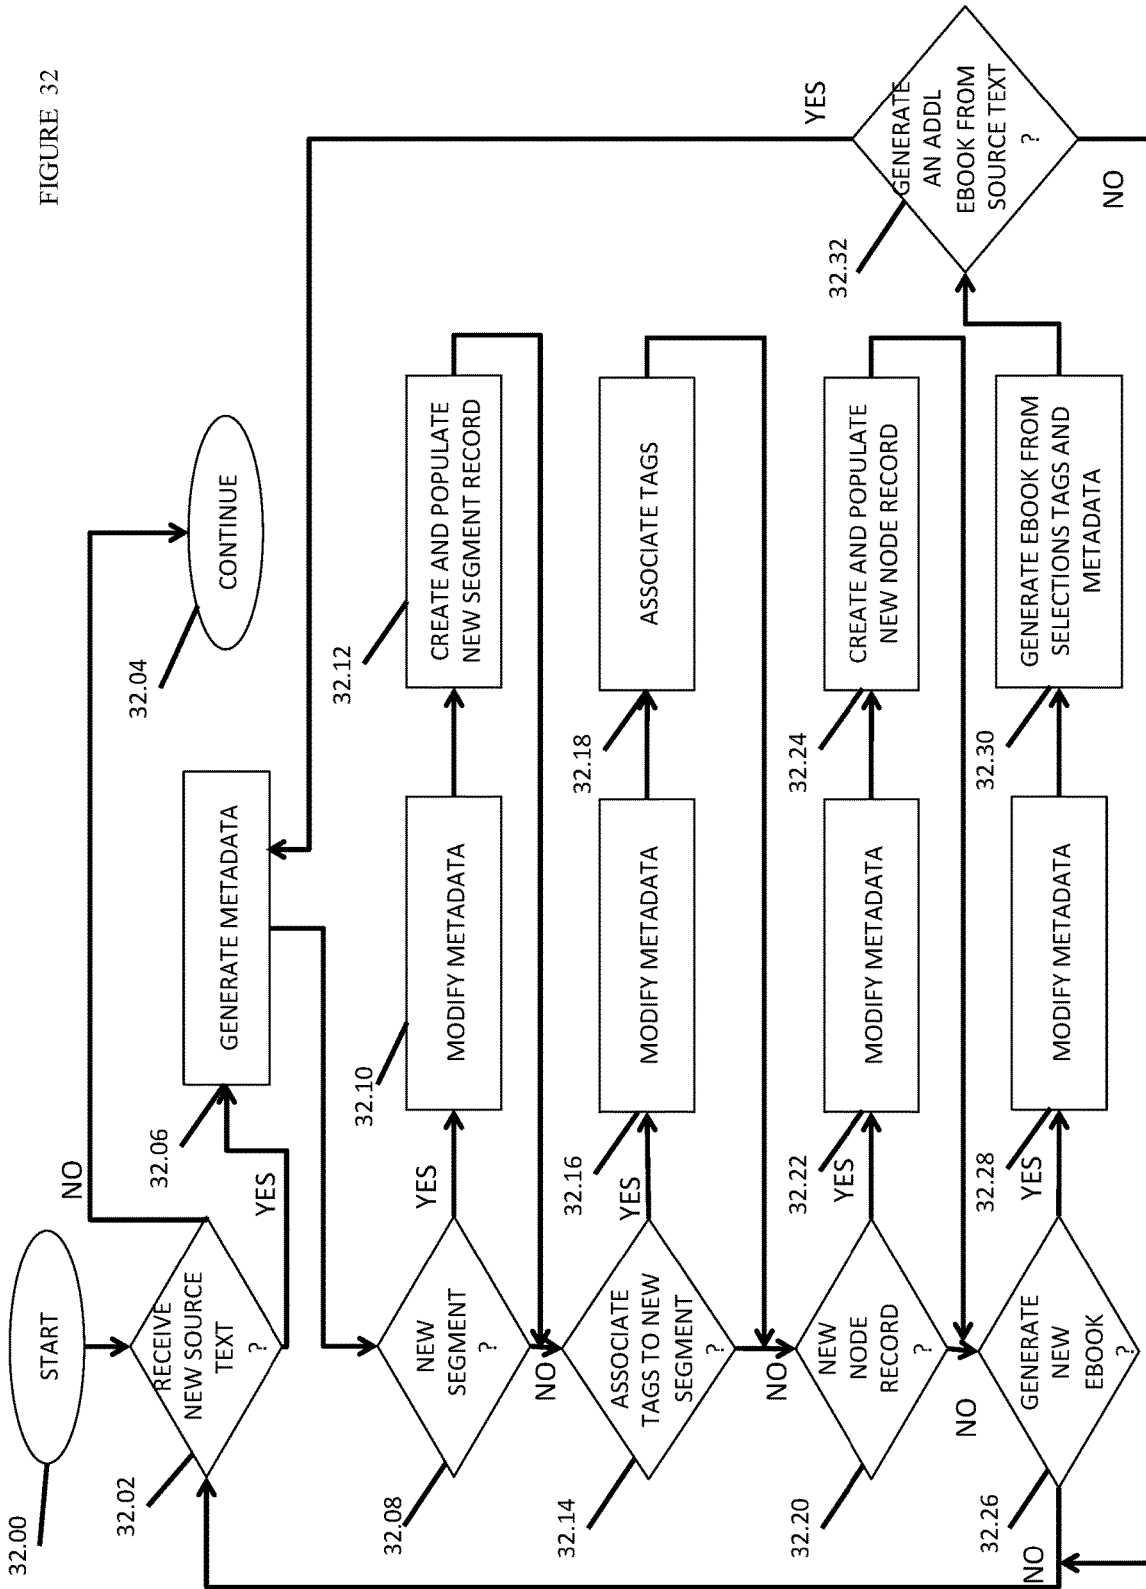 FIGURE 32
32.00
START
32.02
RECEIVE
NEW SOURCE
TEXT
?
NO
YES
32.04
CONTINUE
32.06
GENERATE METADATA
32.08
NEW
SEGMENT
?
YES
NO
32.10
MODIFY METADATA
32.12
CREATE AND POPULATE
NEW SEGMENT RECORD
32.14
ASSOCIATE
TAGS TO NEW
SEGMENT
?
YES
NO
32.16
MODIFY METADATA
32.18
ASSOCIATE TAGS
32.20
NEW
NODE
RECORD
?
YES
NO
32.22
MODIFY METADATA
32.24
CREATE AND POPULATE
NEW NODE RECORD
32.26
GENERATE
NEW
EBOOK
?
YES
NO
32.28
MODIFY METADATA
32.30
GENERATE EBOOK FROM
SELECTIONS TAGS AND
METADATA
32.32
GENERATE
AN ADDL
EBOOK FROM
SOURCE TEXT
?
YES
NO